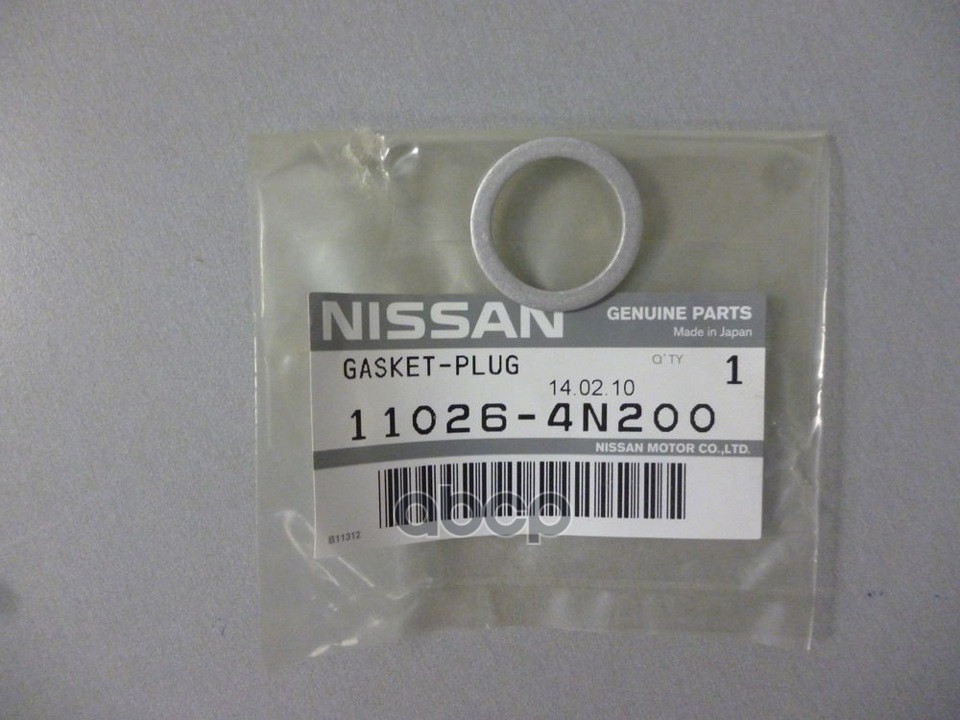 NISSAN
GENUINE PARTS
Made in Japan
GASKET-PLUG
Q'TY
1
14.02.10
11026-4N200
NISSAN MOTOR CO.,LTD.
abcp
B11312